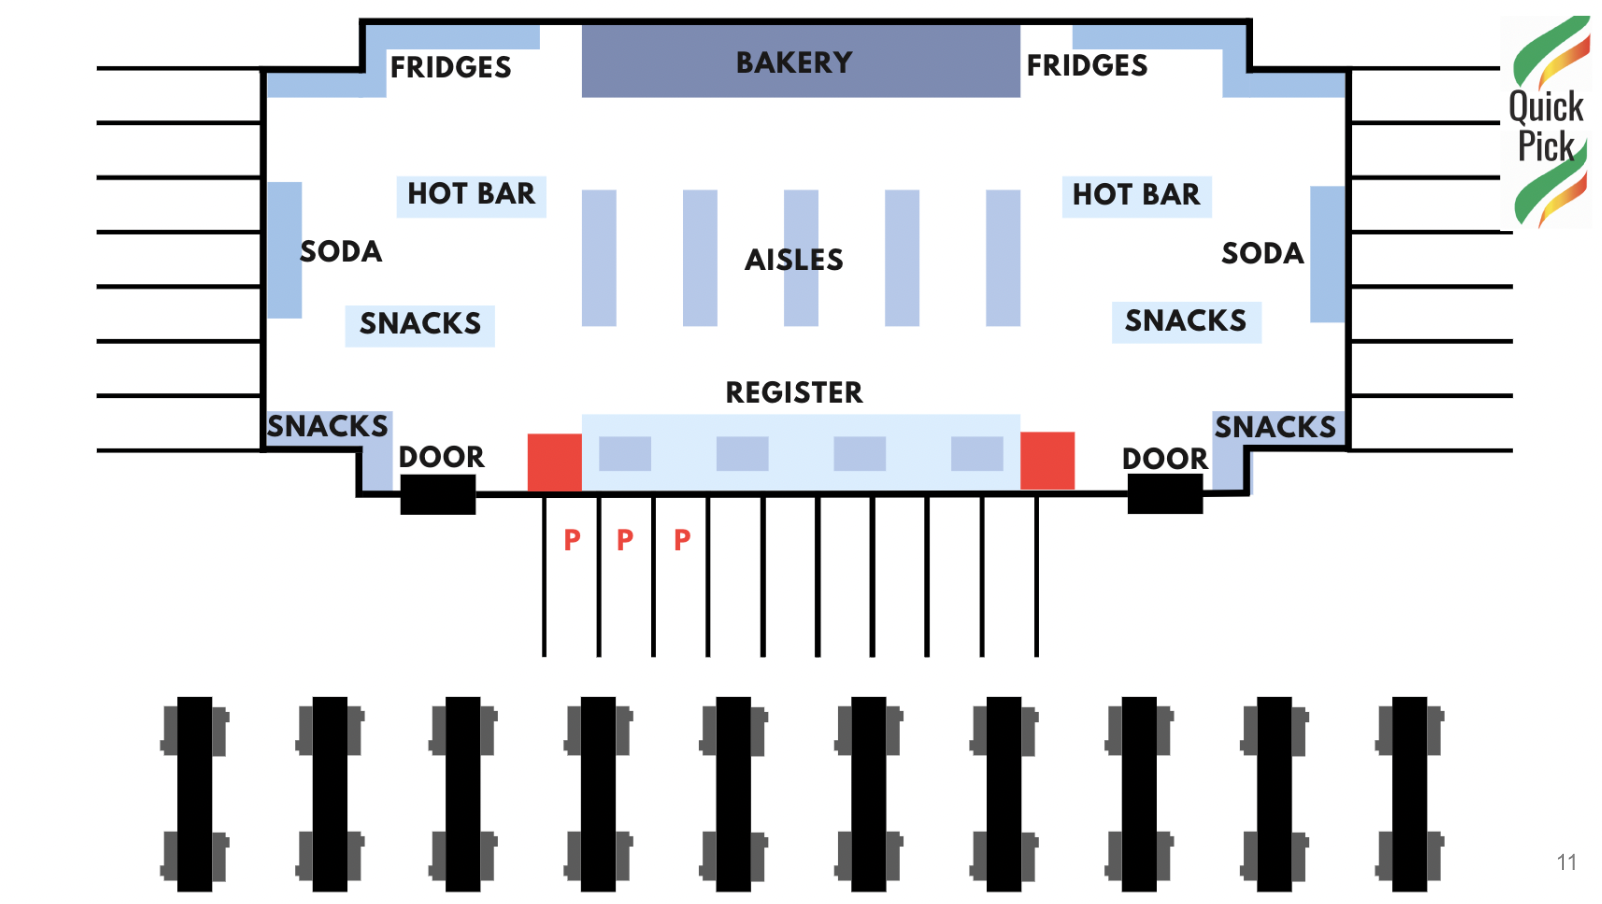 FRIDGES
BAKERY
FRIDGES
Quick
Pick
HOT BAR
HOT BAR
SODA
AISLES
SODA
SNACKS
SNACKS
REGISTER
SNACKS
SNACKS
DOOR
DOOR
P P P
11